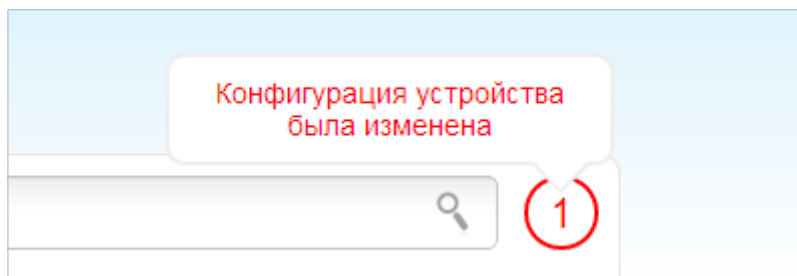 Конфигурация устройства
была изменена
1